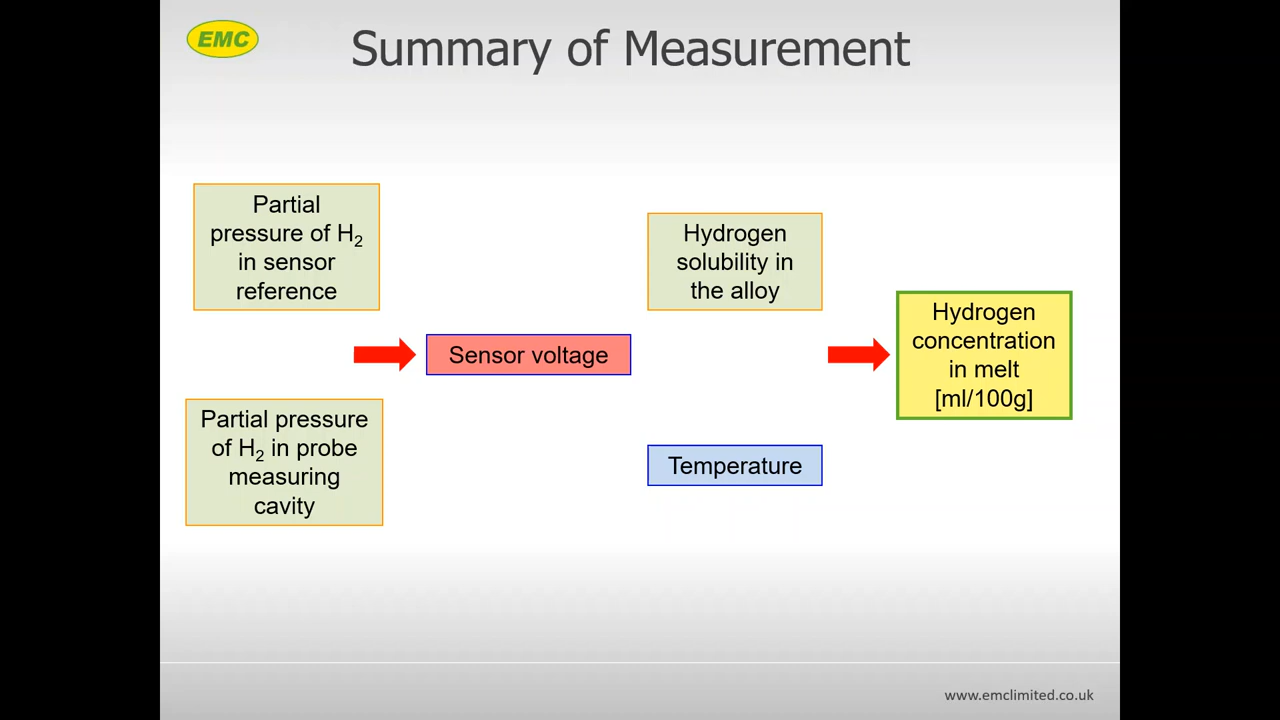 EMC
Summary of Measurement
Partial
pressure of H₂
in sensor
reference
Partial pressure
of H₂ in probe
measuring
cavity
Sensor voltage
Hydrogen
solubility in
the alloy
Temperature
Hydrogen
concentration
in melt
[ml/100g]
www.emclimited.co.uk